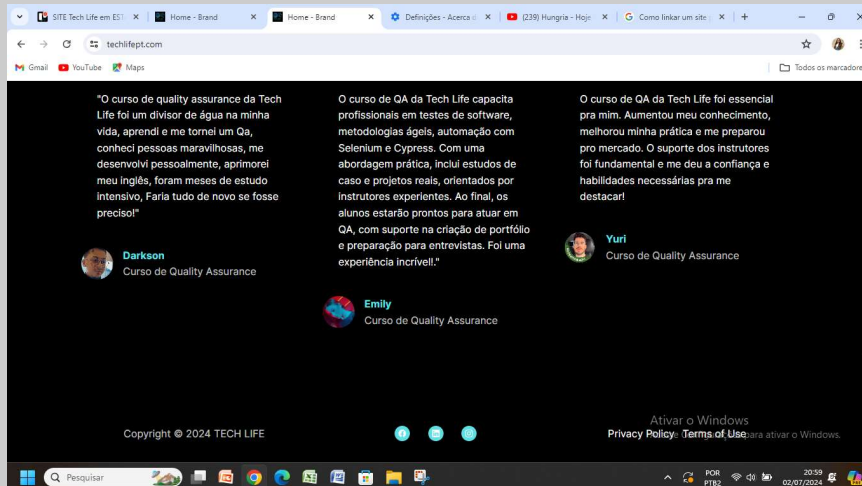 SITE Tech Life em EST
Home - Brand
Home - Brand
Definições - Acerca d
(239) Hungria - Hoje
Como linkar um site
techlifept.com
Gmail
YouTube
Maps
Todos os marcadore
"O curso de quality assurance da Tech
Life foi um divisor de água na minha
vida, aprendi e me tornei um Qa,
conheci pessoas maravilhosas, me
desenvolvi pessoalmente, aprimorei
meu inglês, foram meses de estudo
intensivo, Faria tudo de novo se fosse
preciso!"
Darkson
Curso de Quality Assurance
O curso de QA da Tech Life capacita
profissionais em testes de software,
metodologias ágeis, automação com
Selenium e Cypress. Com uma
abordagem prática, inclui estudos de
caso e projetos reais, orientados por
instrutores experientes. Ao final, os
alunos estarão prontos para atuar em
QA, com suporte na criação de portfólio
e preparação para entrevistas. Foi uma
experiência incrível!."
Emily
Curso de Quality Assurance
O curso de QA da Tech Life foi essencial
pra mim. Aumentou meu conhecimento,
melhorou minha prática e me preparou
pro mercado. O suporte dos instrutores
foi fundamental e me deu a confiança e
habilidades necessárias pra me
destacar!
Yuri
Curso de Quality Assurance
Ativar o Windows
Copyright © 2024 TECH LIFE
Privacy Policy Terms of Use
para ativar o Windows.
Pesquisar
POR
PTB2
20:59
02/07/2024